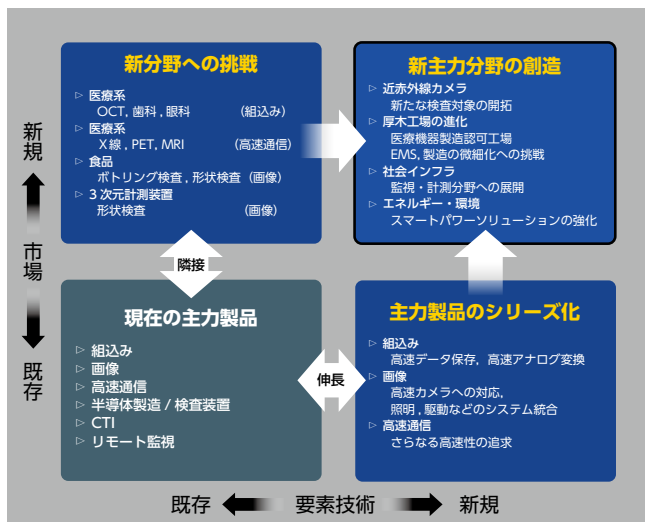 新分野への挑戦
▷ 医療系
OCT, 歯科 , 眼科 （組込み）
▷ 医療系
X線 , PET, MRI （高速通信）
▷ 食品
ボトリング検査 , 形状検査（画像）
▷ 3 次元計測装置
形状検査 （画像）
新主力分野の創造
▷ 近赤外線カメラ
新たな検査対象の開拓
▷ 厚木工場の進化
医療機器製造認可工場
EMS, 製造の微細化への挑戦
▷ 社会インフラ
監視・計測分野への展開
▷ エネルギー・環境
スマートパワーソリューションの強化
新規
市場
既存
隣接
現在の主力製品
▷ 組込み
▷ 画像
▷ 高速通信
▷ 半導体製造 / 検査装置
▷ CTI
▷ リモート監視
伸長
主力製品のシリーズ化
▷ 組込み
高速データ保存，高速アナログ変換
▷ 画像
高速カメラへの対応,
照明 , 駆動などのシステム統合
▷ 高速通信
さらなる高速性の追求
既存 要素技術 新規